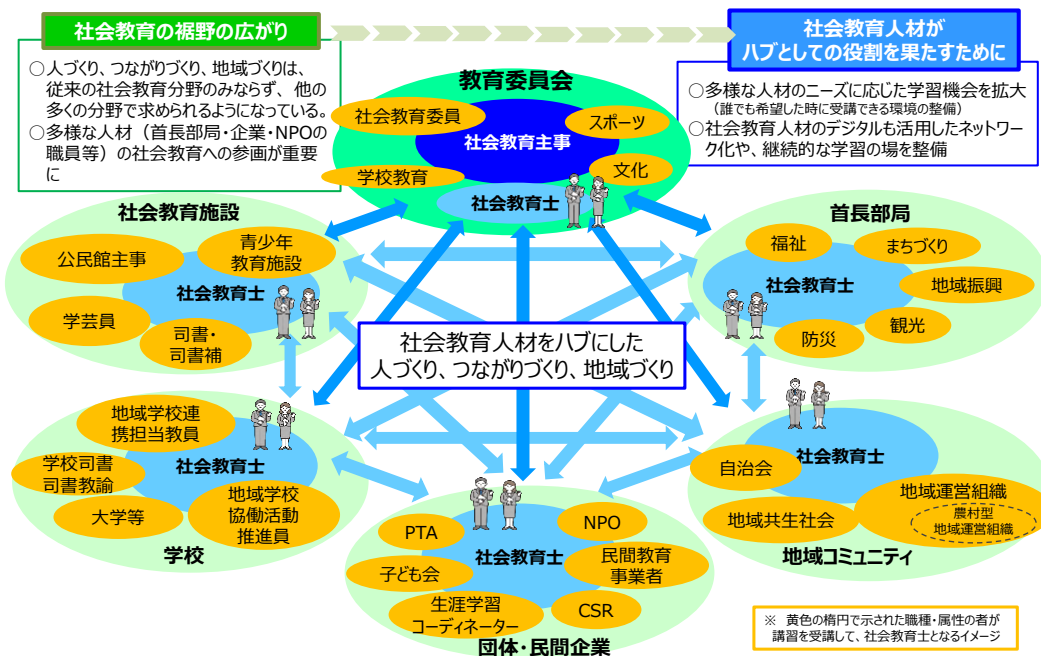 社会教育の裾野の広がり
○人づくり、つながりづくり、地域づくりは、
従来の社会教育分野のみならず、他の
多くの分野で求められるようになっている。
○多様な人材（首長部局・企業・NPOの
職員等）の社会教育への参画が重要
に
社会教育人材が
ハブとしての役割を果たすために
○多様な人材のニーズに応じた学習機会を拡大
（誰でも希望した時に受講できる環境の整備）
○社会教育人材のデジタルも活用したネットワー
ク化や、継続的な学習の場を整備
教育委員会
社会教育委員
スポーツ
社会教育主事
学校教育
文化
社会教育士
社会教育施設
青少年
教育施設
公民館主事
社会教育士
学芸員
司書・
司書補
首長部局
福祉
まちづくり
社会教育士
地域振興
観光
防災
社会教育人材をハブにした
人づくり、つながりづくり、地域づくり
地域学校連
携担当教員
学校司書
司書教諭
社会教育士
大学等
地域学校
協働活動
推進員
学校
PTA
NPO
社会教育士
子ども会
民間教育
事業者
生涯学習
コーディネーター
CSR
団体・民間企業
自治会
社会教育士
地域運営組織
農村型
地域運営組織
地域共生社会
地域コミュニティ
※ 黄色の楕円で示された職種・属性の者が
講習を受講して、社会教育士となるイメージ